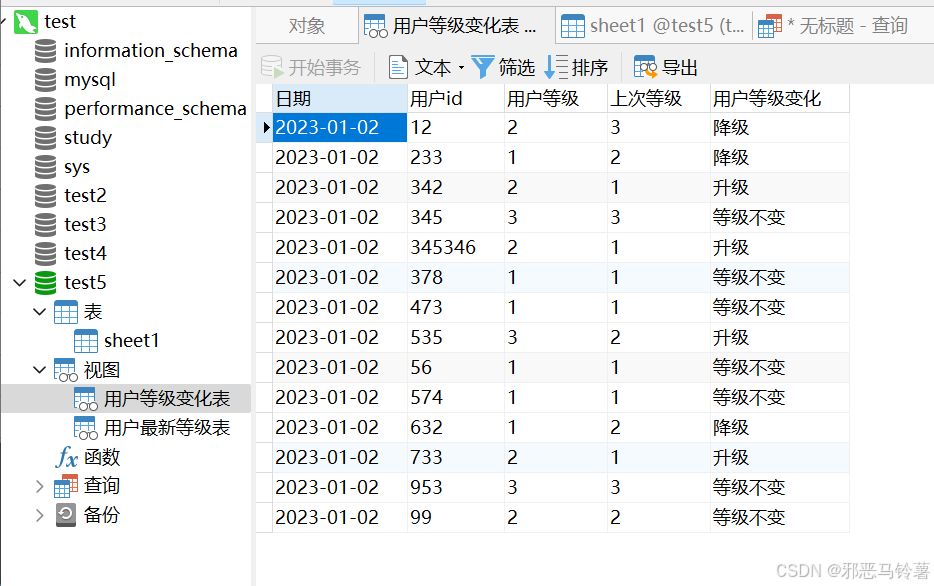 test
information_schema
mysql
performance_schema
study
sys
test2
test3
test4
test5
表
sheet1
视图
用户等级变化表
用户最新等级表
函数
查询
备份
对象 用户等级变化表 ... sheet1 @test5 (t... * 无标题 - 查询
开始事务 文本 筛选 排序 导出
日期 用户id 用户等级 上次等级 用户等级变化
2023-01-02 12 2 3 降级
2023-01-02 233 1 2 降级
2023-01-02 342 2 1 升级
2023-01-02 345 3 3 等级不变
2023-01-02 345346 2 1 升级
2023-01-02 378 1 1 等级不变
2023-01-02 473 1 1 等级不变
2023-01-02 535 3 2 升级
2023-01-02 56 1 1 等级不变
2023-01-02 574 1 1 等级不变
2023-01-02 632 1 2 降级
2023-01-02 733 2 1 升级
2023-01-02 953 3 3 等级不变
2023-01-02 99 2 2 等级不变
CSDN @邪恶马铃薯